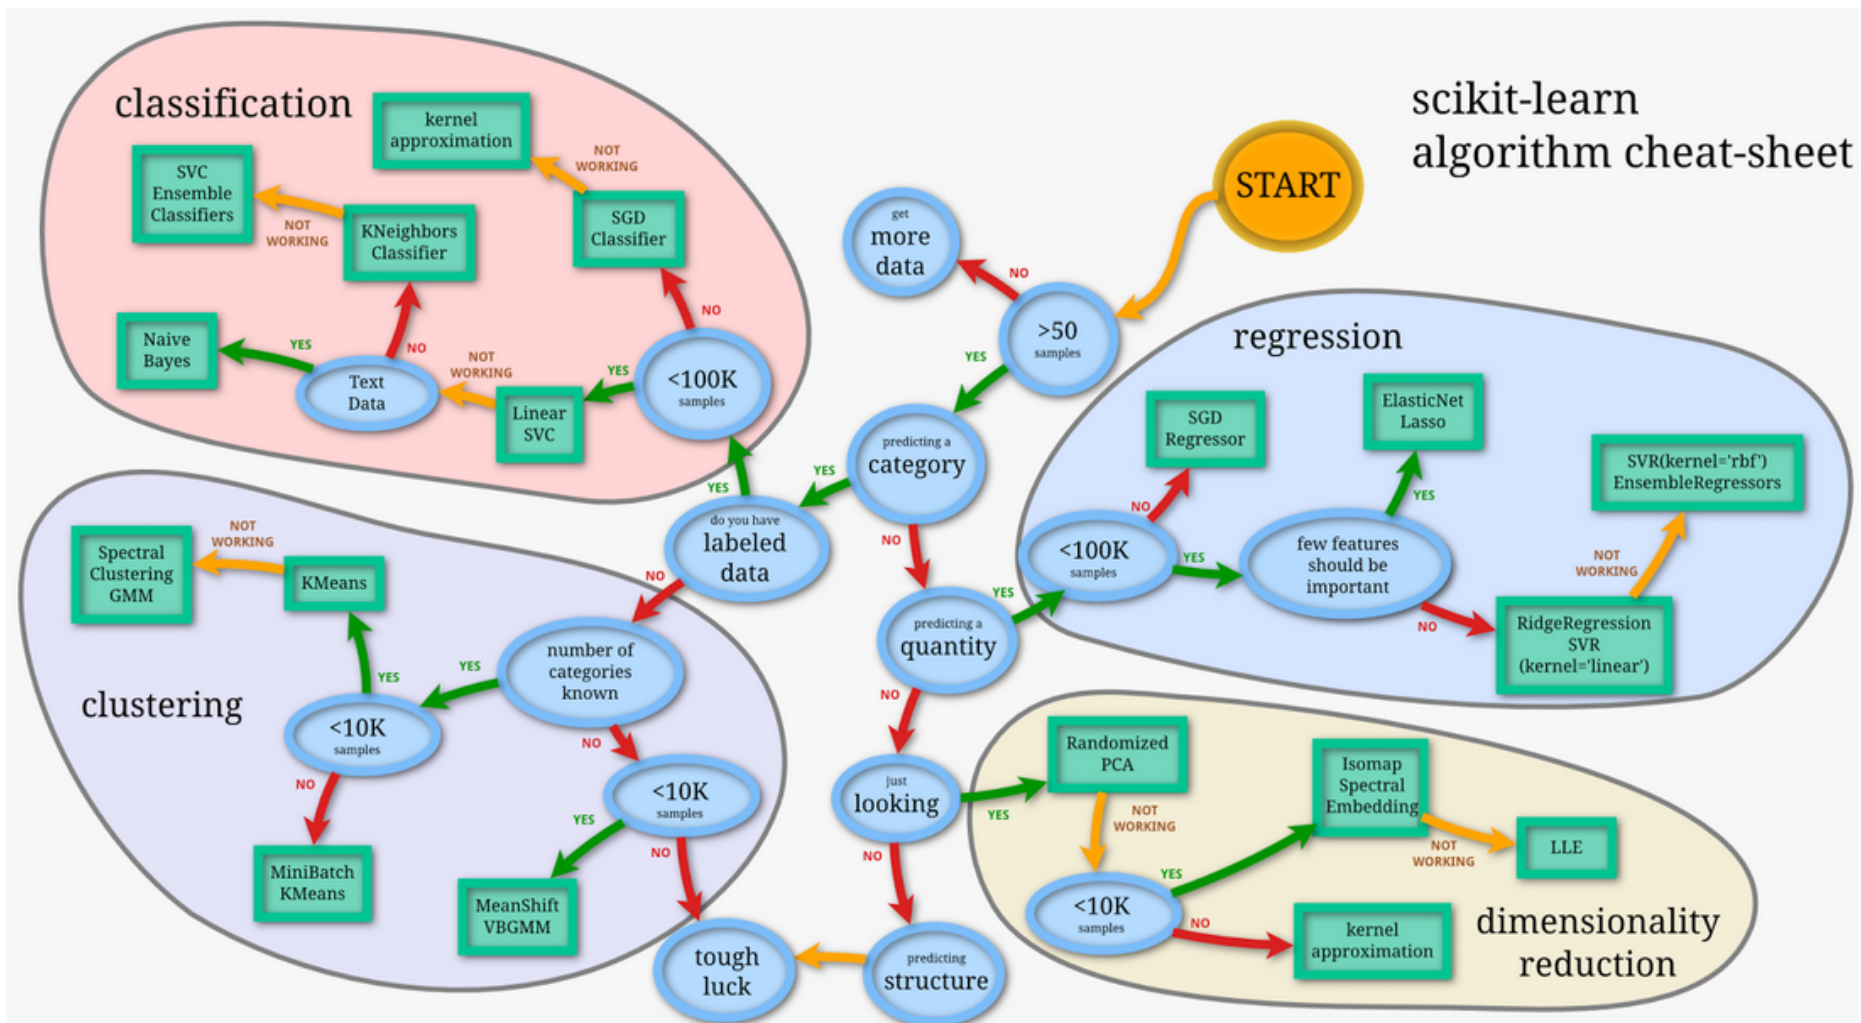 scikit-learn
algorithm cheat-sheet
START
classification
kernel
approximation
NOT
WORKING
SVC
Ensemble
Classifiers
NOT
WORKING
KNeighbors
Classifier
SGD
Classifier
NO
Naive
Bayes
YES
NO
Text
Data
NOT
WORKING
Linear
SVC
YES
<100K
samples
YES
get
more
data
NO
>50
samples
YES
predicting a
category
YES
NO
do you have
labeled
data
NO
predicting a
quantity
YES
NO
just
looking
YES
NO
predicting
structure
tough
luck
regression
SGD
Regressor
NO
<100K
samples
YES
few features
should be
important
YES
ElasticNet
Lasso
NO
RidgeRegression
SVR
(kernel='linear')
NOT
WORKING
SVR(kernel='rbf')
EnsembleRegressors
clustering
Spectral
Clustering
GMM
NOT
WORKING
KMeans
YES
<10K
samples
NO
MiniBatch
KMeans
YES
number of
categories
known
NO
<10K
samples
YES
NO
MeanShift
VBGMM
dimensionality
reduction
Randomized
PCA
NOT
WORKING
<10K
samples
YES
NO
Isomap
Spectral
Embedding
NOT
WORKING
LLE
kernel
approximation